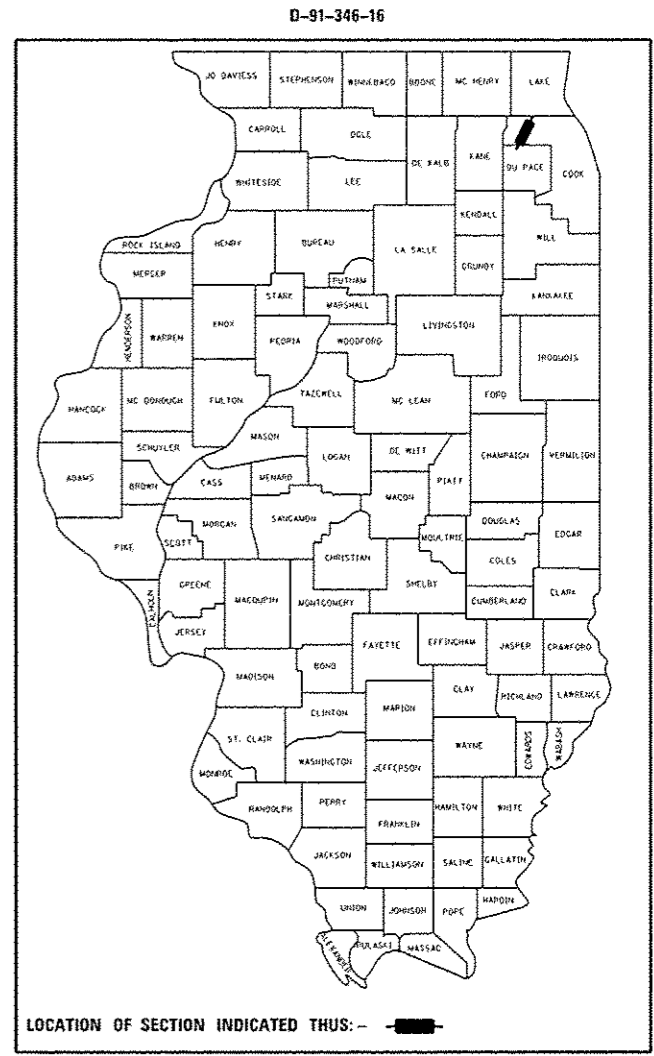 D-91-346-16
JO DAVIESS STEPHENSON WINNEBAGO BOONE MC HENRY LAKE
CARROLL OGLE DE KALB KANE DU PAGE COOK
WHITESIDE LEE
KENDALL
ROCK ISLAND HENRY BUREAU LA SALLE GRUNDY WILL
MERCER PUTNAM
STARK MARSHALL KANKAKEE
HENDERSON WARREN KNOX PEORIA WOODFORD LIVINGSTON IROQUOIS
HANCOCK MC DONOUGH FULTON TAZEWELL MC LEAN FORD
MASON
SCHUYLER LOGAN DE WITT CHAMPAIGN VERMILION
ADAMS BROWN CASS MENARD MACON PIATT
MORGAN SANGAMON DOUGLAS
PIKE SCOTT CHRISTIAN MOULTRIE EDGAR
COLES
GREENE MACOUPIN MONTGOMERY SHELBY CLARK
CALHOUN CUMBERLAND
JERSEY FAYETTE EFFINGHAM JASPER CRAWFORD
MADISON BOND
CLAY RICHLAND LAWRENCE
CLINTON MARION
ST. CLAIR WAYNE EDWARDS WABASH
MONROE WASHINGTON JEFFERSON
RANDOLPH PERRY HAMILTON WHITE
FRANKLIN
JACKSON WILLIAMSON SALINE GALLATIN
UNION JOHNSON POPE HARDIN
ALEXANDER PULASKI MASSAC
LOCATION OF SECTION INDICATED THUS: -